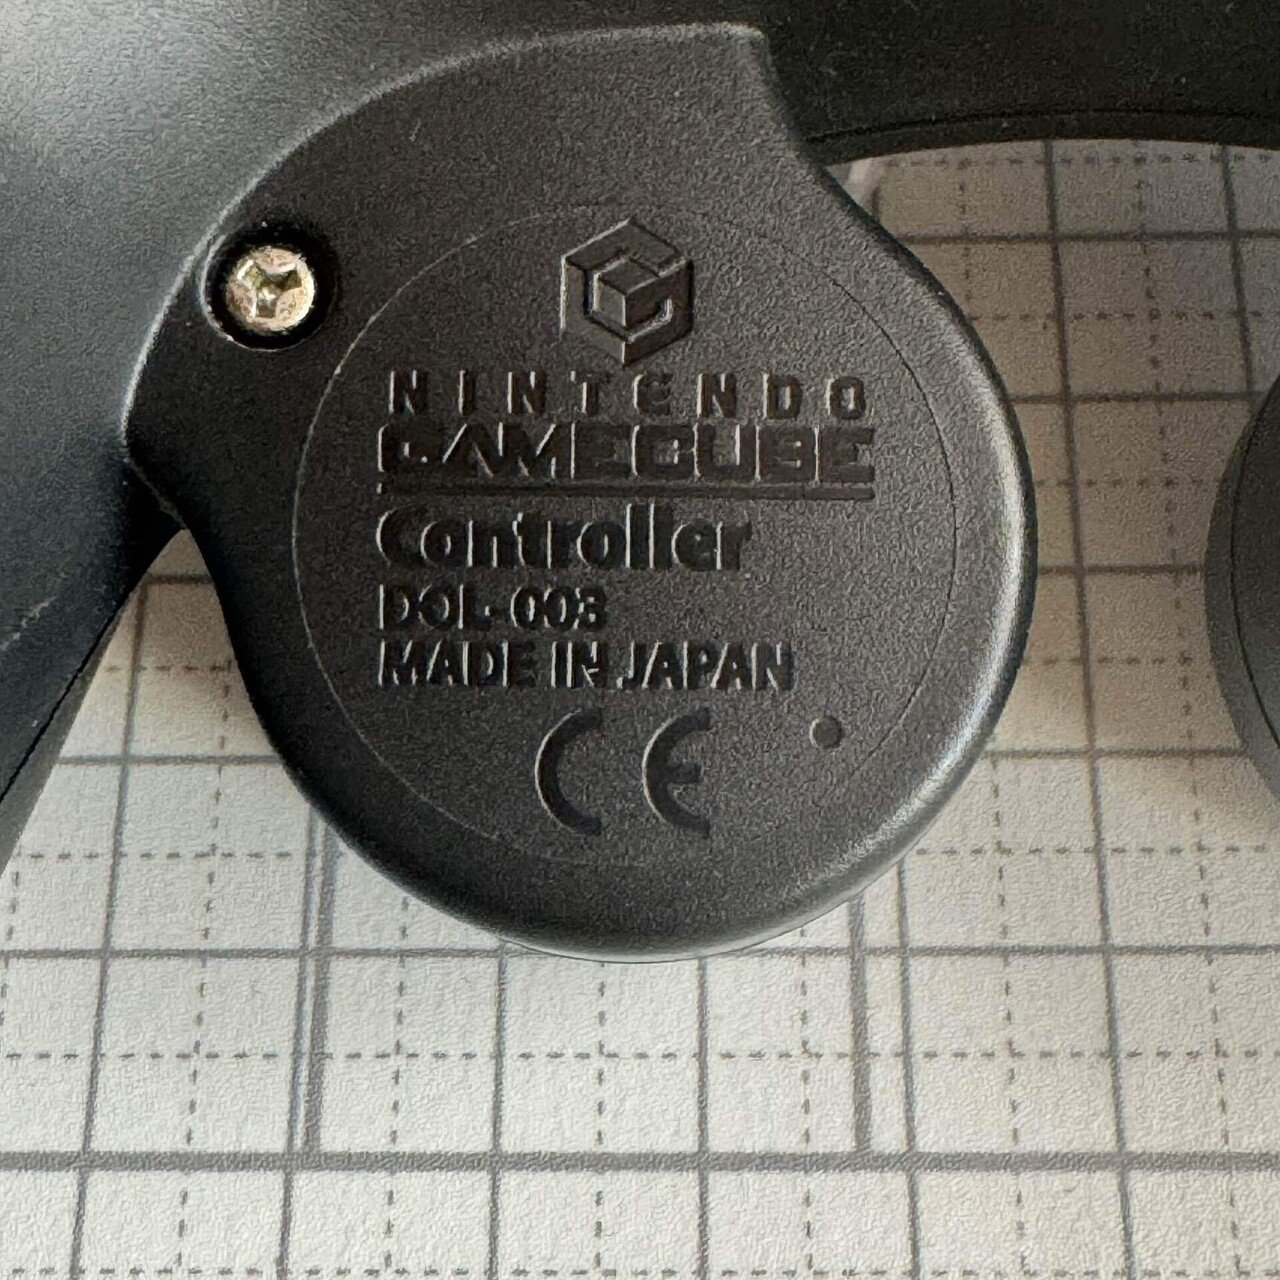 NINTENDO
GAMECUBE
Controller
DOL-003
MADE IN JAPAN
CE